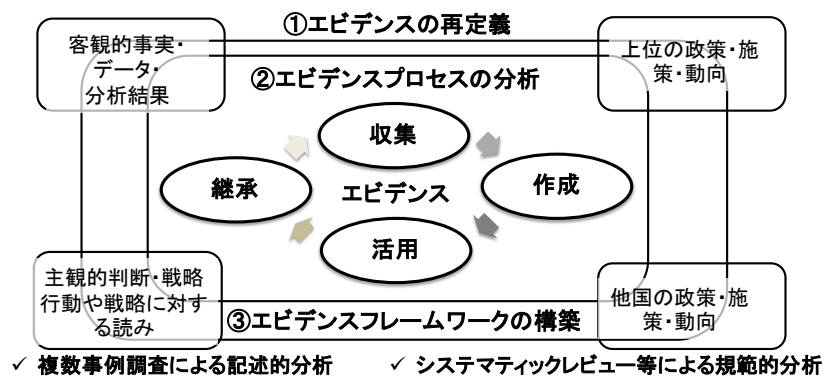 ①エビデンスの再定義
客観的事実・
データ・
分析結果
上位の政策・施
策・動向
②エビデンスプロセスの分析
収集
継承
エビデンス
作成
活用
主観的判断・戦略
行動や戦略に対す
る読み
他国の政策・施
策・動向
③エビデンスフレームワークの構築
✓ 複数事例調査による記述的分析
✓ システマティックレビュー等による規範的分析